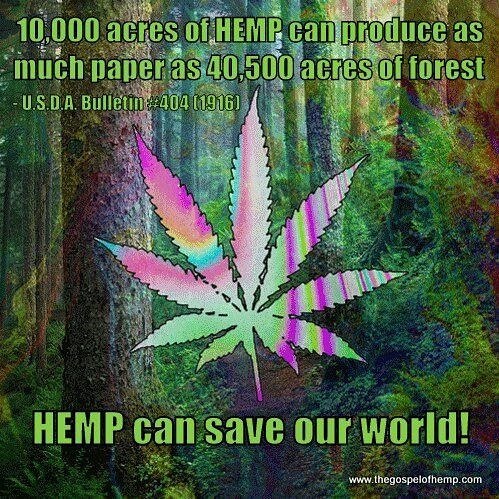 10,000 acres of HEMP can produce as
much paper as 40,500 acres of forest
- U.S.D.A. Bulletin #404 (1916)
HEMP can save our world!
www.thegospelofhemp.com